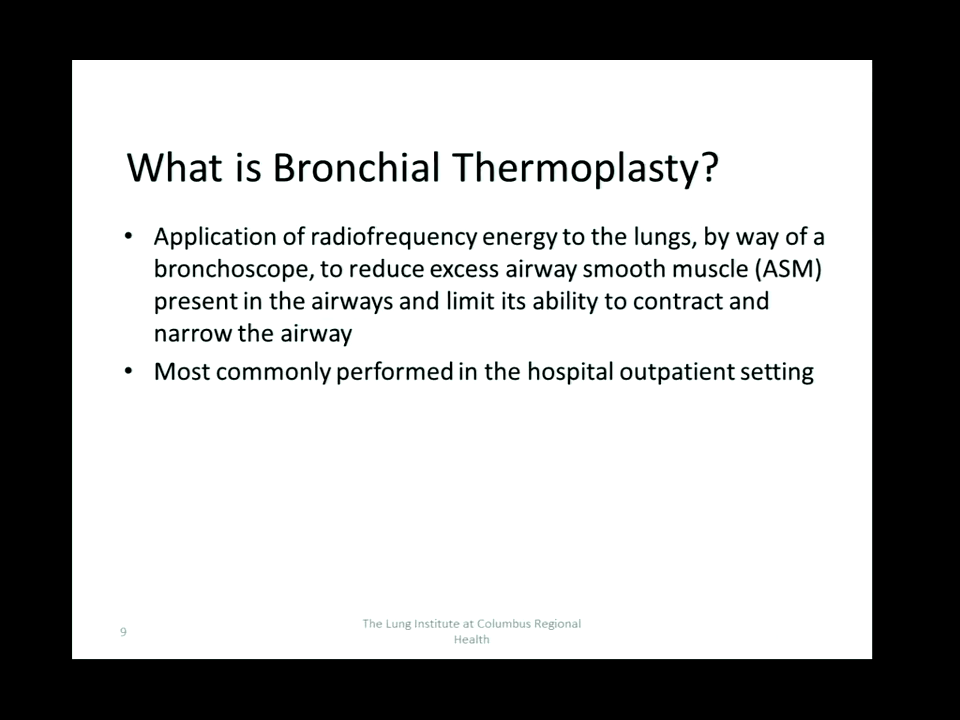 What is Bronchial Thermoplasty?
• Application of radiofrequency energy to the lungs, by way of a
bronchoscope, to reduce excess airway smooth muscle (ASM)
present in the airways and limit its ability to contract and
narrow the airway
• Most commonly performed in the hospital outpatient setting
9
The Lung Institute at Columbus Regional
Health